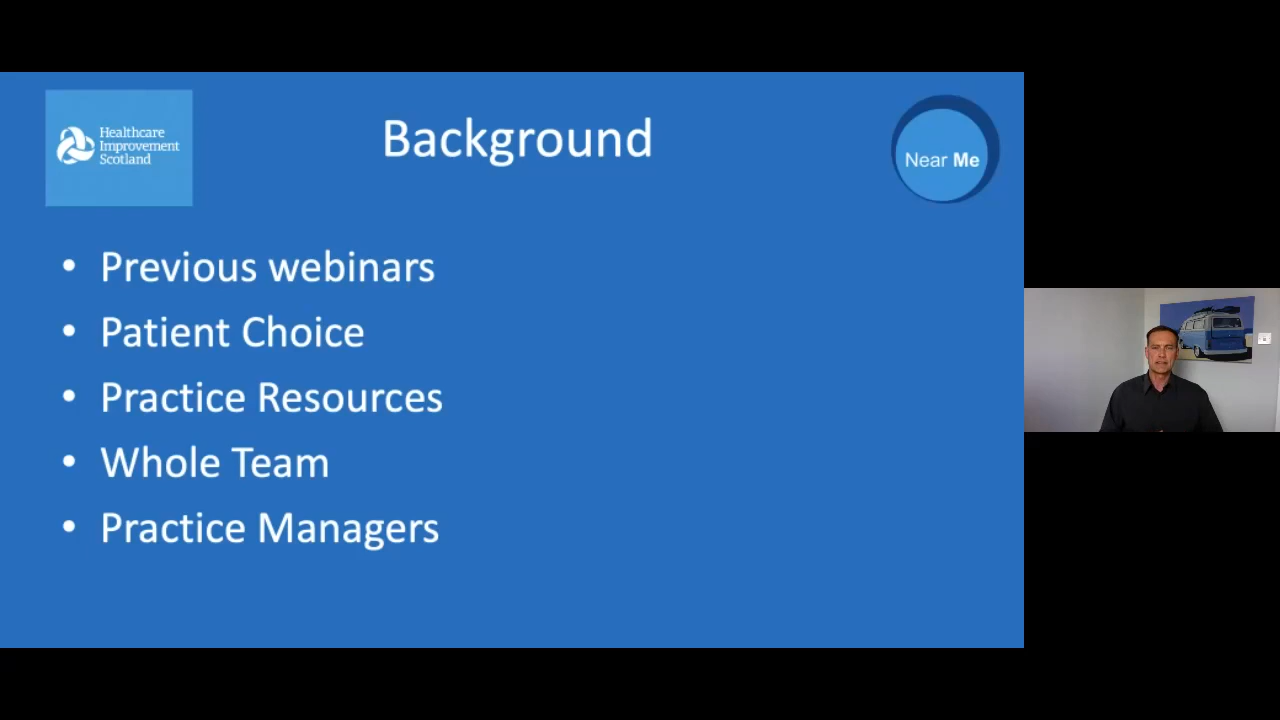 Healthcare
Improvement
Scotland
Background
Near Me
• Previous webinars
• Patient Choice
• Practice Resources
• Whole Team
• Practice Managers